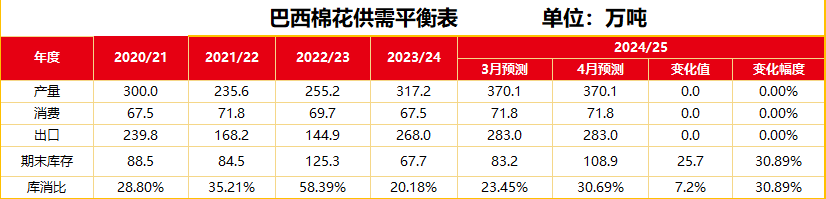 巴西棉花供需平衡表 单位：万吨
年度 2020/21 2021/22 2022/23 2023/24 2024/25
3月预测 4月预测 变化值 变化幅度
产量 300.0 235.6 255.2 317.2 370.1 370.1 0.0 0.00%
消费 67.5 71.8 69.7 67.5 71.8 71.8 0.0 0.00%
出口 239.8 168.2 144.9 268.0 283.0 283.0 0.0 0.00%
期末库存 88.5 84.5 125.3 67.7 83.2 108.9 25.7 30.89%
库消比 28.80% 35.21% 58.39% 20.18% 23.45% 30.69% 7.2% 30.89%